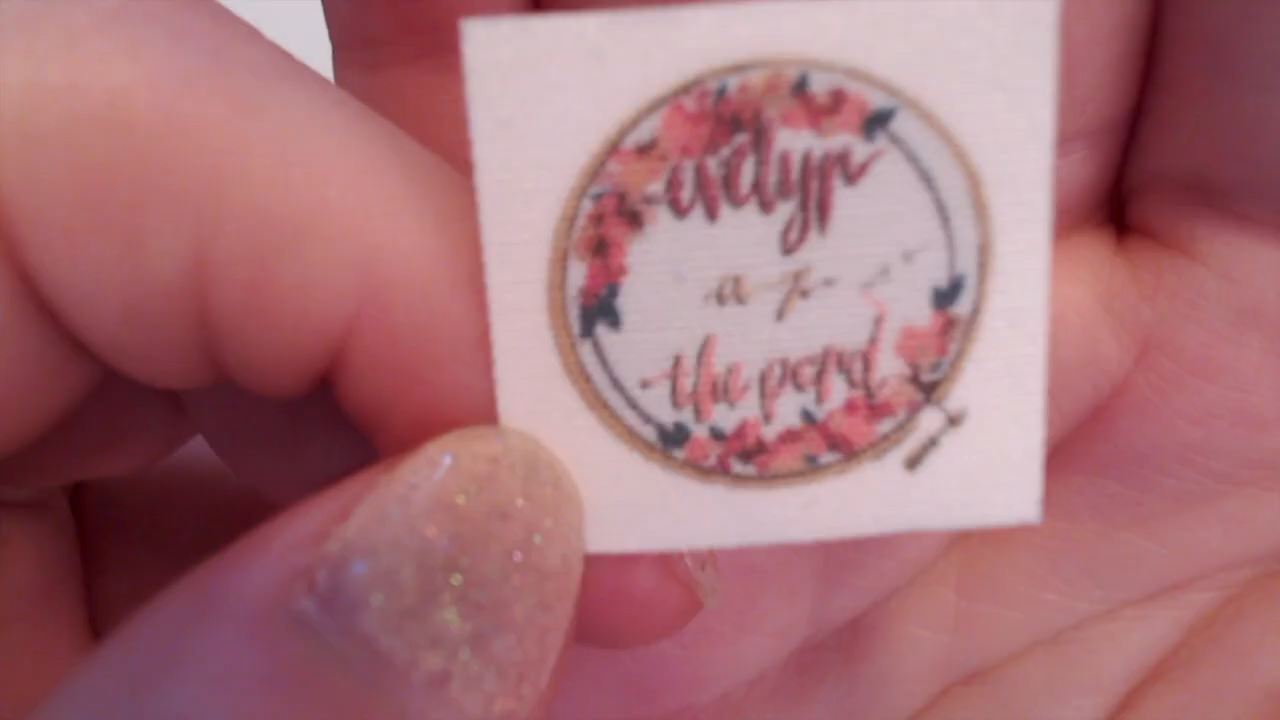 evelyn
a
the pond